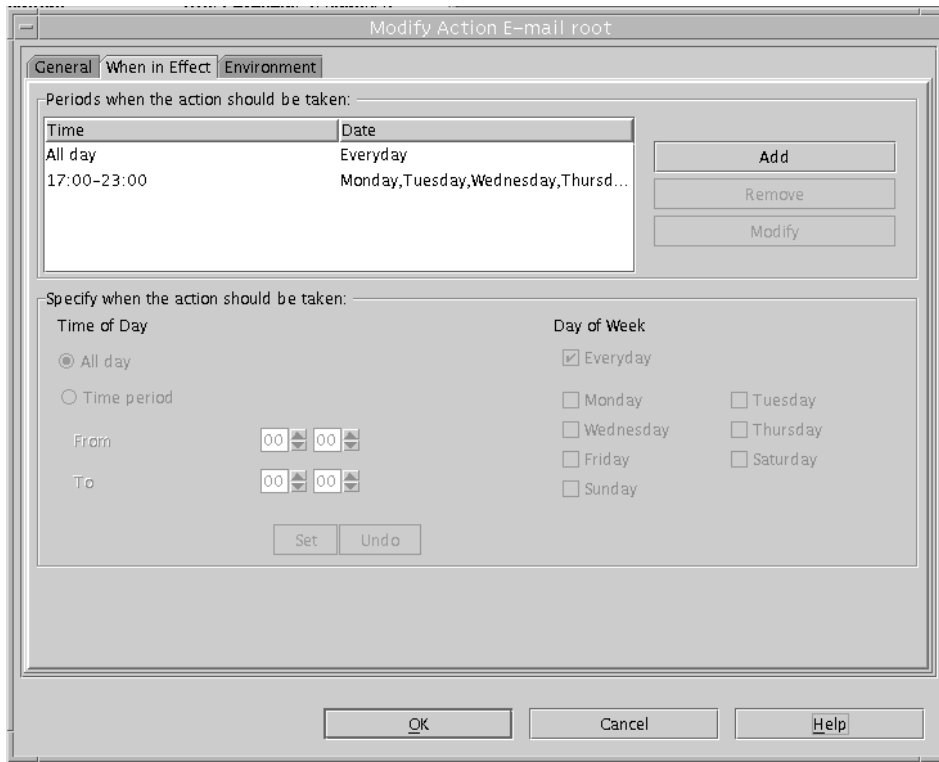 Modify Action E-mail root
General When in Effect Environment
Periods when the action should be taken:
Time Date
All day Everyday
Add
17:00-23:00 Monday,Tuesday,Wednesday,Thursd...
Remove
Modify
Specify when the action should be taken:
Time of Day Day of Week
All day Everyday
Time period Monday Tuesday
From 00 00 Wednesday Thursday
Friday Saturday
To 00 00 Sunday
Set Undo
OK Cancel Help